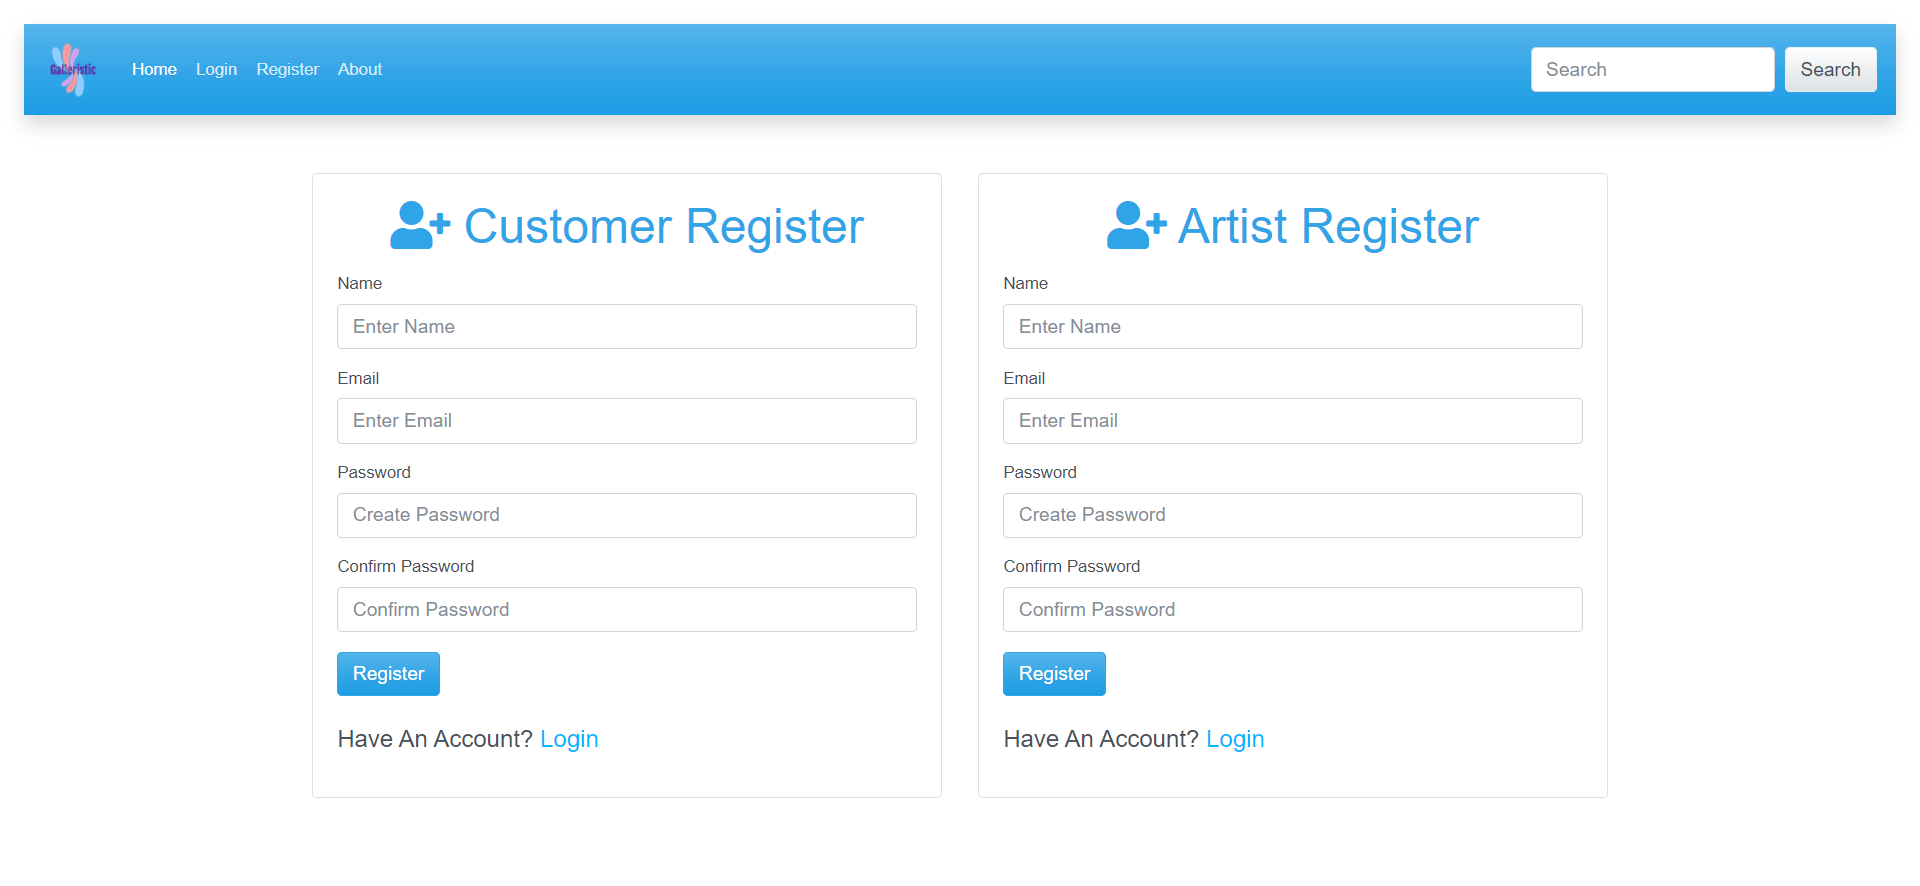 Galleristic Home Login Register About Search Search
Customer Register
Name
Enter Name
Email
Enter Email
Password
Create Password
Confirm Password
Confirm Password
Register
Have An Account? Login
Artist Register
Name
Enter Name
Email
Enter Email
Password
Create Password
Confirm Password
Confirm Password
Register
Have An Account? Login